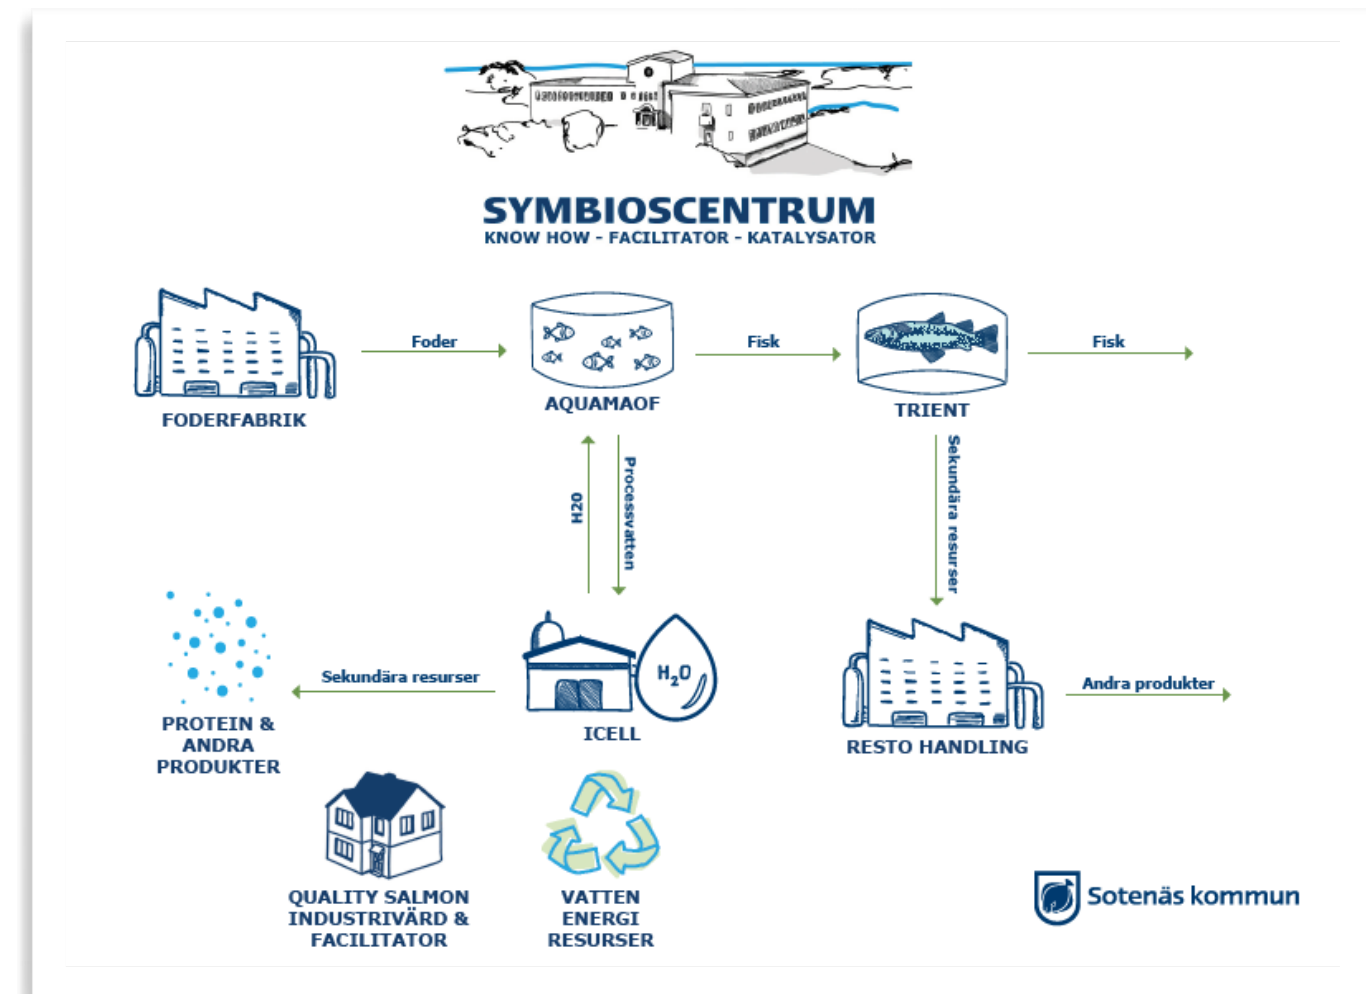 SYMBIOSCENTRUM
KNOW HOW - FACILITATOR - KATALYSATOR
Foder
Fisk
Fisk
FODERFABRIK
AQUAMAOF
TRIENT
H20
Processvatten
Sekundära resurser
H₂O
Sekundära resurser
Andra produkter
PROTEIN &
ANDRA
PRODUKTER
ICELL
RESTO HANDLING
QUALITY SALMON
INDUSTRIVÄRD &
FACILITATOR
VATTEN
ENERGI
RESURSER
Sotenäs kommun